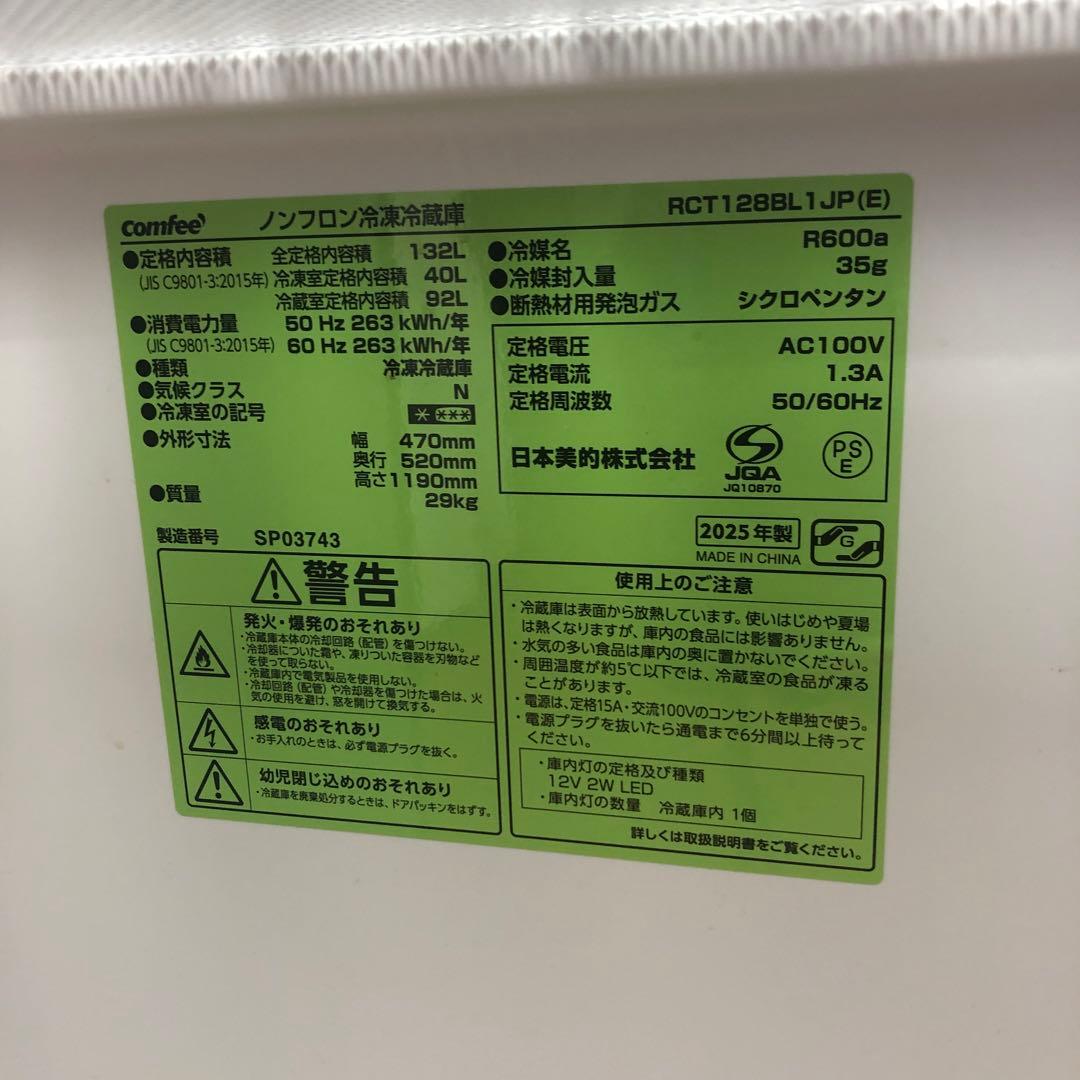 comfee ノンフロン冷凍冷蔵庫 RCT128BL1JP(E)
●定格内容積 全定格内容積 132L
(JIS C9801-3:2015年) 冷凍室定格内容積 40L
冷蔵室定格内容積 92L
●消費電力量 50 Hz 263 kWh/年
(JIS C9801-3:2015年) 60 Hz 263 kWh/年
●種類 冷凍冷蔵庫
●気候クラス N
●冷凍室の記号 * ***
●外形寸法 幅 470mm
奥行 520mm
高さ1190mm
●質量 29kg
製造番号 SP03743
●冷媒名 R600a
●冷媒封入量 35g
●断熱材用発泡ガス シクロペンタン
定格電圧 AC100V
定格電流 1.3A
定格周波数 50/60Hz
日本美的株式会社
JQA
JQ10870
PS
E
2025年製
MADE IN CHINA
G
警告
発火・爆発のおそれあり
・冷蔵庫本体の冷却回路(配管)を傷つけない。
・冷却器についた霜や、凍りついた容器を刃物など
を使って取らない。
・冷蔵庫内で電気製品を使用しない。
・冷却回路(配管)や冷却器を傷つけた場合は、火
気の使用を避け、窓を開けて換気する。
感電のおそれあり
・お手入れのときは、必ず電源プラグを抜く。
幼児閉じ込めのおそれあり
・冷蔵庫を廃棄処分するときは、ドアパッキンをはずす。
使用上のご注意
・冷蔵庫は表面から放熱しています。使いはじめや夏場
は熱くなりますが、庫内の食品には影響ありません。
・水気の多い食品は庫内の奥に置かないでください。
・周囲温度が約5℃以下では、冷蔵室の食品が凍る
ことがあります。
・電源は、定格15A・交流100Vのコンセントを単独で使う。
・電源プラグを抜いたら通電まで6分間以上待って
ください。
・庫内灯の定格及び種類
12V 2W LED
・庫内灯の数量 冷蔵庫内 1個
詳しくは取扱説明書をご覧ください。